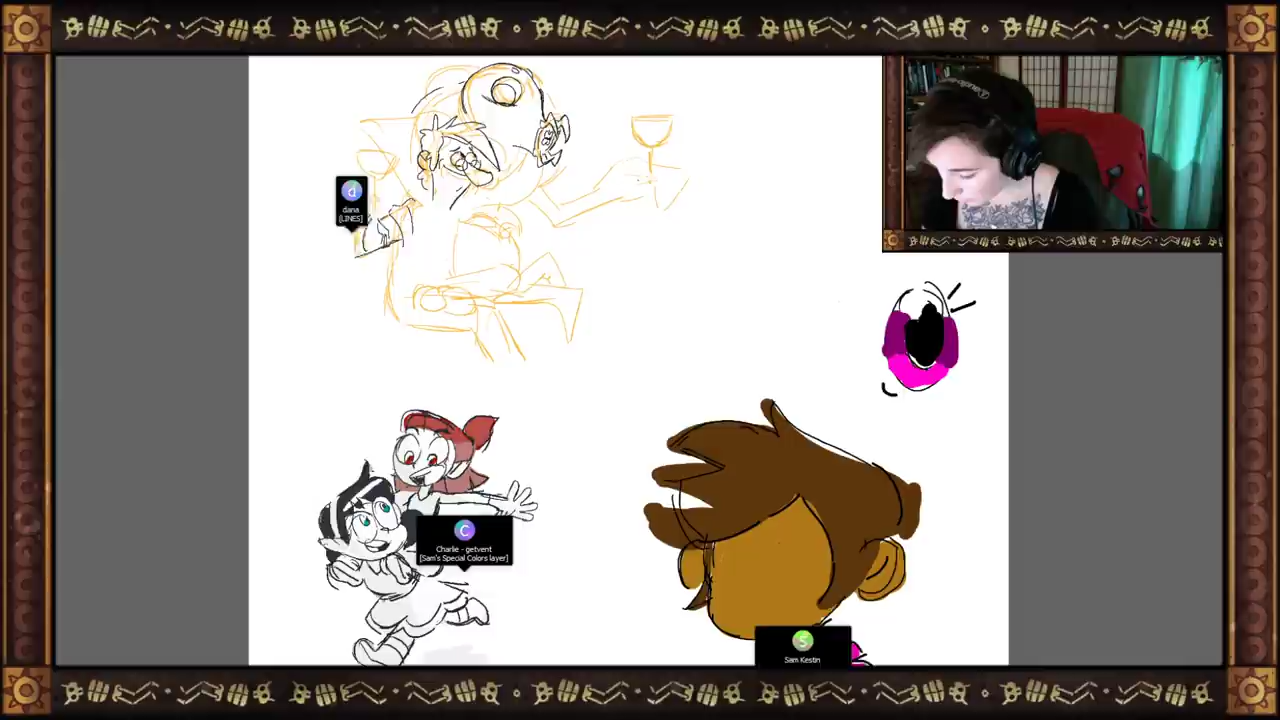 d
dana
[LINES]
C
Charlie - getvent
[Sam's Special Colors layer]
S
Sam Kestin